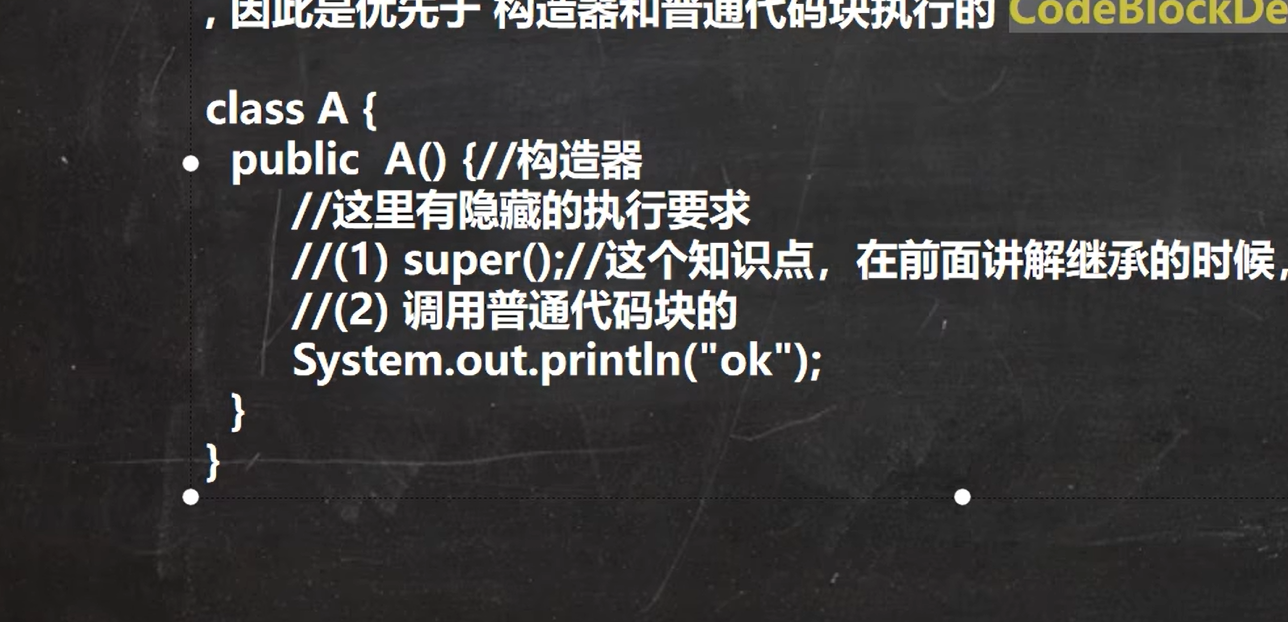 , 因此是优先于 构造器和普通代码块执行的 CodeBlockDe
class A {
public A() {//构造器
//这里有隐藏的执行要求
//(1) super();//这个知识点，在前面讲解继承的时候,
//(2) 调用普通代码块的
System.out.println("ok");
}
}